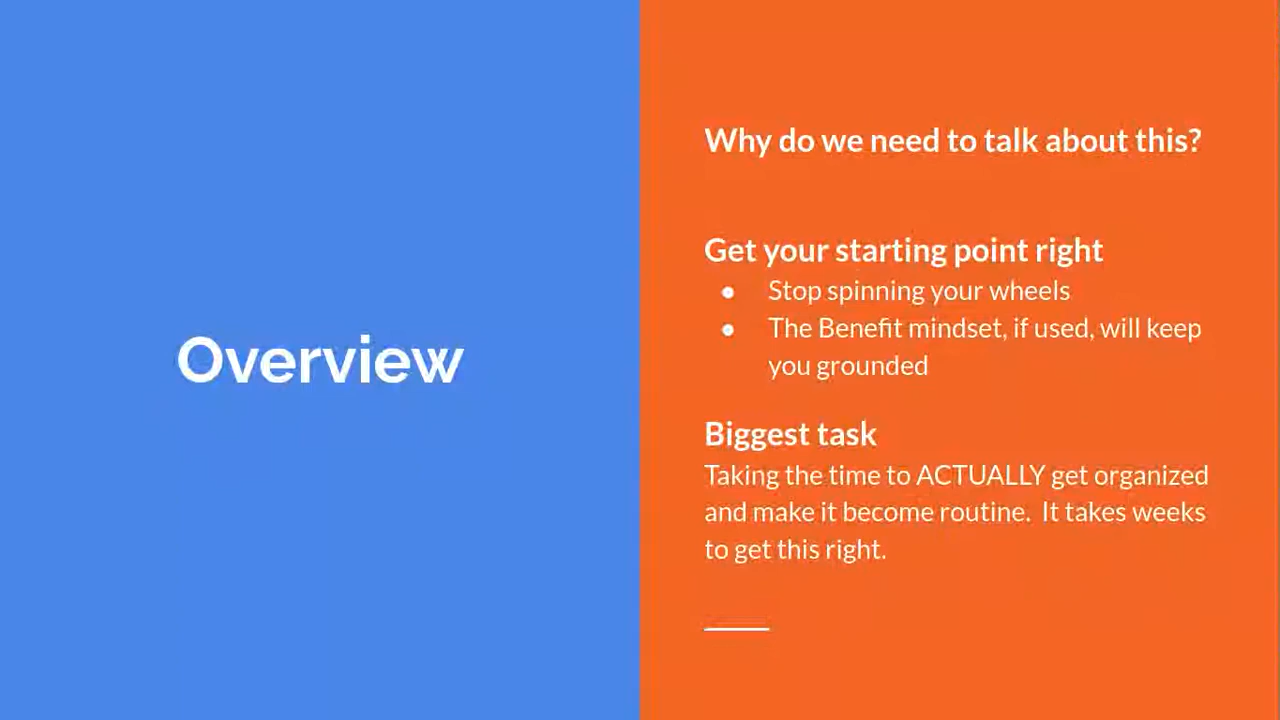 Overview
Why do we need to talk about this?
Get your starting point right
● Stop spinning your wheels
● The Benefit mindset, if used, will keep
you grounded
Biggest task
Taking the time to ACTUALLY get organized
and make it become routine.  It takes weeks
to get this right.